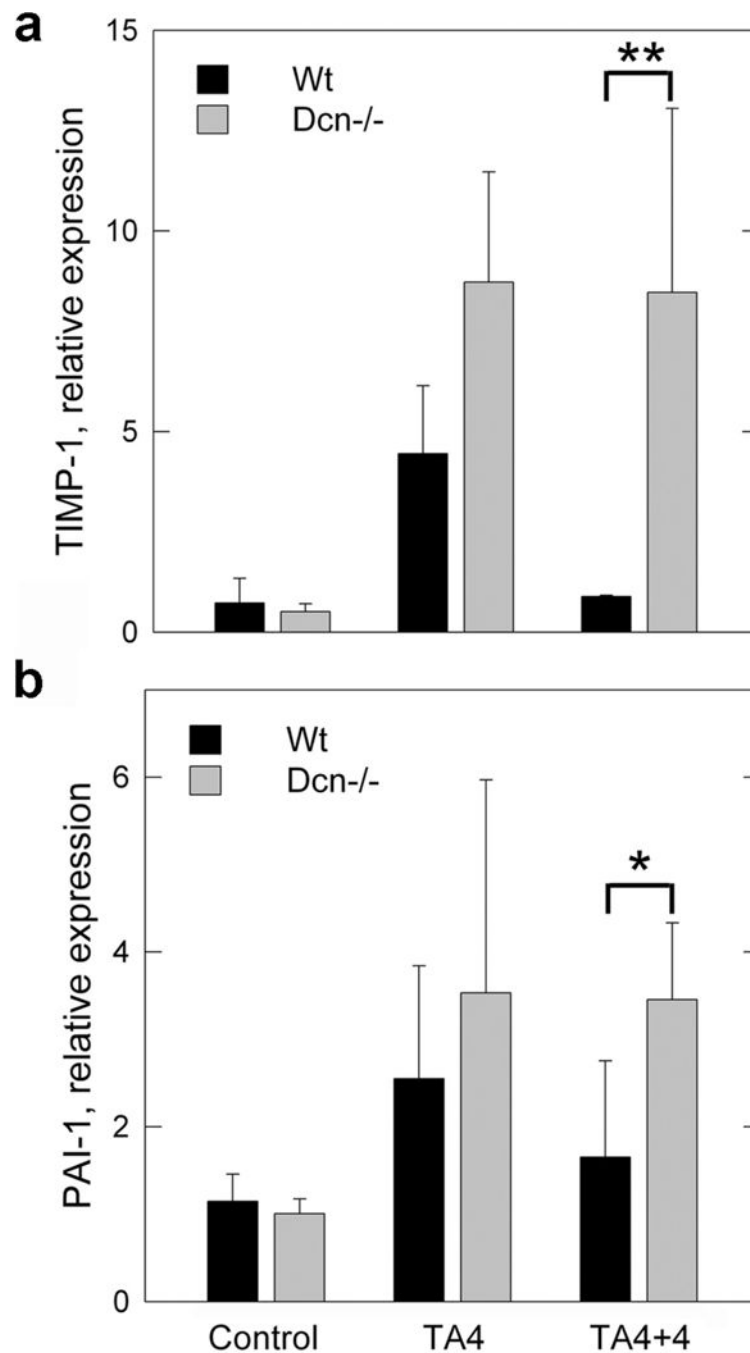 a
15
Wt
**
Dcn-/-
10
5
0
TIMP-1, relative expression
b
Wt
Dcn-/-
6
*
4
2
0
PAI-1, relative expression
Control TA4 TA4+4